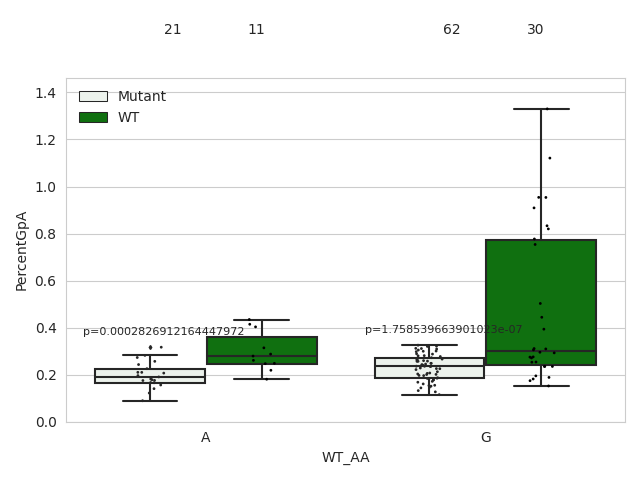 21 11 62 30
1.4
Mutant
WT
1.2
1.0
0.8
PercentGpA
0.6
0.4
p=0.0002826912164447972
p=1.758539663901023e-07
0.2
0.0
A G
WT_AA